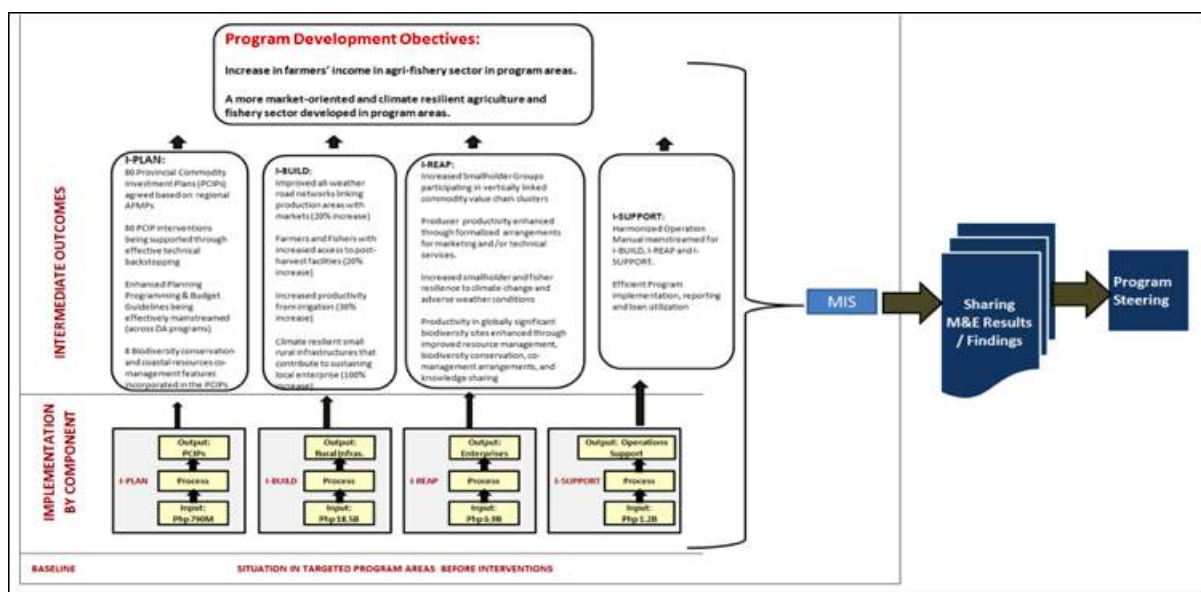 Program Development Obectives:
Increase in farmers' income in agri-fishery sector in program areas.
A more market-oriented and climate resilient agriculture and
fishery sector developed in program areas.
INTERMEDIATE OUTCOMES
I-PLAN:
80 Provincial Commodity
Investment Plans (PCIPs)
agreed based on regional
AFMPs
80 PCIP interventions
being supported through
effective technical
backstopping
Enhanced Planning
Programming & Budget
Guidelines being
effectively mainstreamed
(across DA programs)
8 Biodiversity conservation
and coastal resources co-
management features
incorporated in the PCIPs
I-BUILD:
Improved all-weather
road networks linking
production areas with
markets (20% increase)
Farmers and Fishers with
increased access to post-
harvest facilities (20%
increase)
Increased productivity
from irrigation (30%
increase)
Climate resilient small
rural infrastructures that
contribute to sustaining
local enterprise (100%
increase)
I-REAP:
Increased Smallholder Groups
participating in vertically linked
commodity value chain clusters
Producer productivity enhanced
through formalized arrangements
for marketing and/or technical
services.
Increased smallholder and fisher
resilience to climate change and
adverse weather conditions
Productivity in globally significant
biodiversity sites enhanced through
improved resource management,
biodiversity conservation, co-
management arrangements, and
knowledge sharing
I-SUPPORT:
Harmonized Operation
Manual mainstreamed for
I-BUILD, I-REAP and I-
SUPPORT.
Efficient Program
implementation, reporting
and loan utilization
MIS
Sharing
M&E Results
/ Findings
Program
Steering
IMPLEMENTATION
BY COMPONENT
I-PLAN
Output:
PCIPs
Process
Input:
Php 790M
I-BUILD
Output:
Rural Infras.
Process
Input:
Php 18.5B
I-REAP
Output:
Enterprises
Process
Input:
Php 6.9B
I-SUPPORT
Output: Operations
Support
Process
Input:
Php 1.2B
BASELINE
SITUATION IN TARGETED PROGRAM AREAS BEFORE INTERVENTIONS